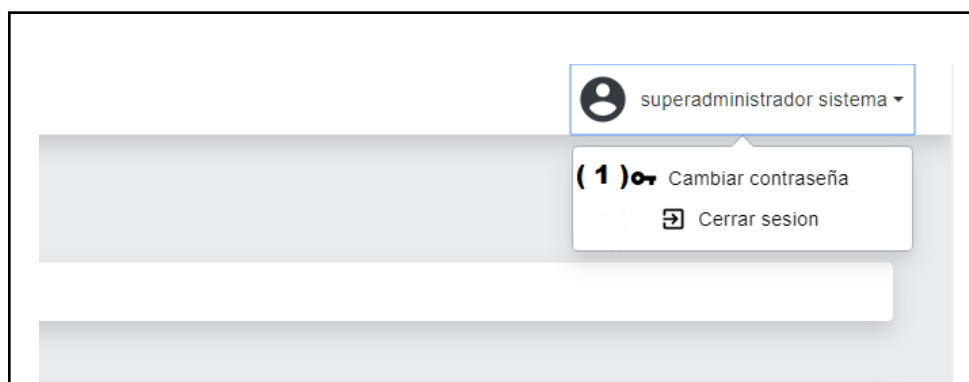 superadministrador sistema
( 1 ) Cambiar contraseña
Cerrar sesion